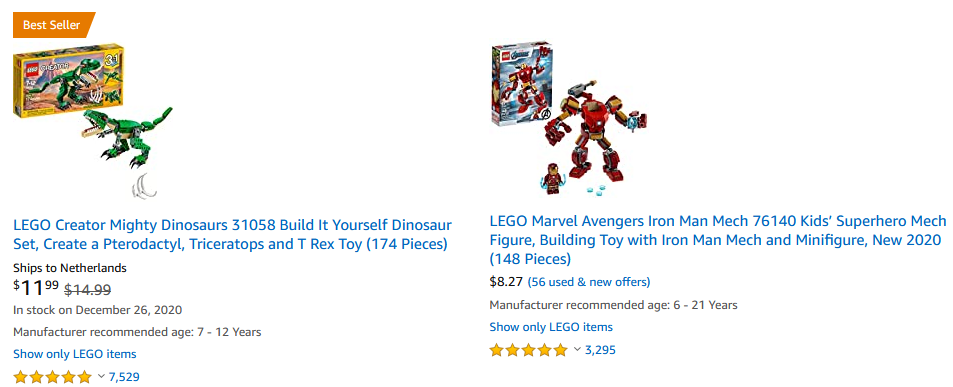 Best Seller
LEGO CREATOR 3in1
LEGO
LEGO Creator Mighty Dinosaurs 31058 Build It Yourself Dinosaur
Set, Create a Pterodactyl, Triceratops and T Rex Toy (174 Pieces)
Ships to Netherlands
$11.99 $14.99
In stock on December 26, 2020
Manufacturer recommended age: 7 - 12 Years
Show only LEGO items
7,529
LEGO Marvel Avengers Iron Man Mech 76140 Kids’ Superhero Mech
Figure, Building Toy with Iron Man Mech and Minifigure, New 2020
(148 Pieces)
$8.27 (56 used & new offers)
Manufacturer recommended age: 6 - 21 Years
Show only LEGO items
3,295